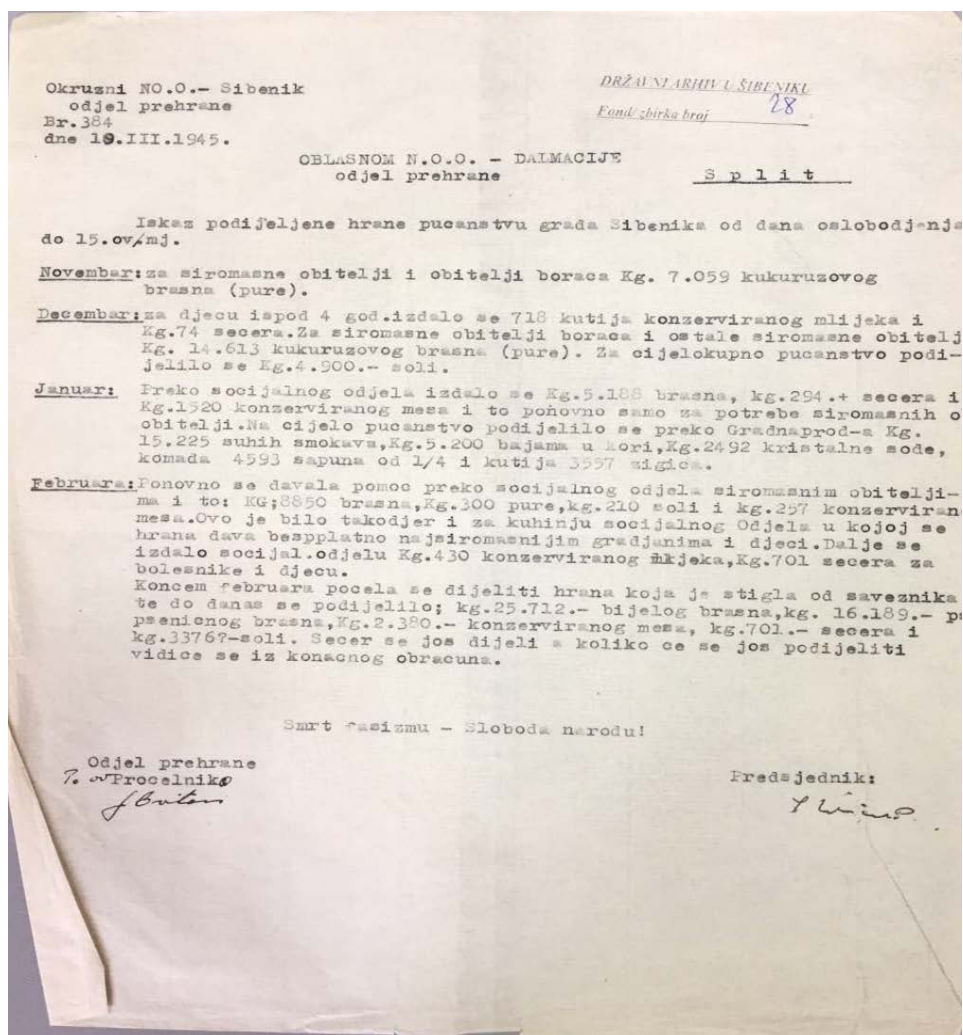 Okruzni NO.O.- Sibenik
odjel prehrane
Br.384
dne 19.III.1945.
DRŽAVNI ARHIV U ŠIBENIKU
Fond/zbirka broj 28
OBLASNOM N.O.O. - DALMACIJE
odjel prehrane Split
Iskaz podijeljene hrane pucanstvu grada Sibenika od dana oslobodjenja
do 15.ov/mj.
Novembar: za siromasne obitelji i obitelji boraca Kg. 7.059 kukuruzovog
brasna (pure).
Decembar: za djecu ispod 4 god.izdalo se 718 kutija konzerviranog mlijeka i
Kg.74 secera.Za siromasne obitelji boraca i ostale siromasne obitelj
Kg. 14.613 kukuruzovog brasna (pure). Za cijelokupno pucanstvo podi-
jelilo se Kg.4.900.- soli.
Januar: Preko socijalnog odjela izdalo se Kg.5.188 brasna, kg.294.+ secera i
Kg.1520 konzerviranog mesa i to ponovno samo za potrebe siromasnih o
obitelji.Na cijelo pucanstvo podijelilo se preko Gradnaprod-a Kg.
15.225 suhih smokava,Kg.5.200 bajama u kori,Kg.2492 kristalne sode,
komada 4593 sapuna od 1/4 i kutija 3557 zigica.
Februara: Ponovno se davala pomoc preko socijalnog odjela siromasnim obitelji-
ma i to: KG;8850 brasna,Kg.300 pure,kg.210 soli i kg.257 konzerviran
mesa.Ovo je bilo takodjer i za kuhinju socijalnog Odjela u kojoj se
hrana dava bespplatno najsiromasnijim gradjanima i djeci.Dalje se
izdalo socijal.odjelu Kg.430 konzerviranog Kg.701 secera za
bolesnike i djecu.
Koncem februara pocela se dijeliti hrana koja je stigla od saveznika
te do danas se podijelilo; kg.25.712.- bijelog brasna,kg. 16.189.- p
psenicnog brasna,Kg.2.380.- konzerviranog mesa, kg.701.- secera i
kg.3376?-soli. Secer se jos dijeli a koliko ce se jos podijeliti
vidice se iz konacnog obracuna.
Smrt fasizmu - Sloboda narodu!
Odjel prehrane
Procelnik
Predsjednik: